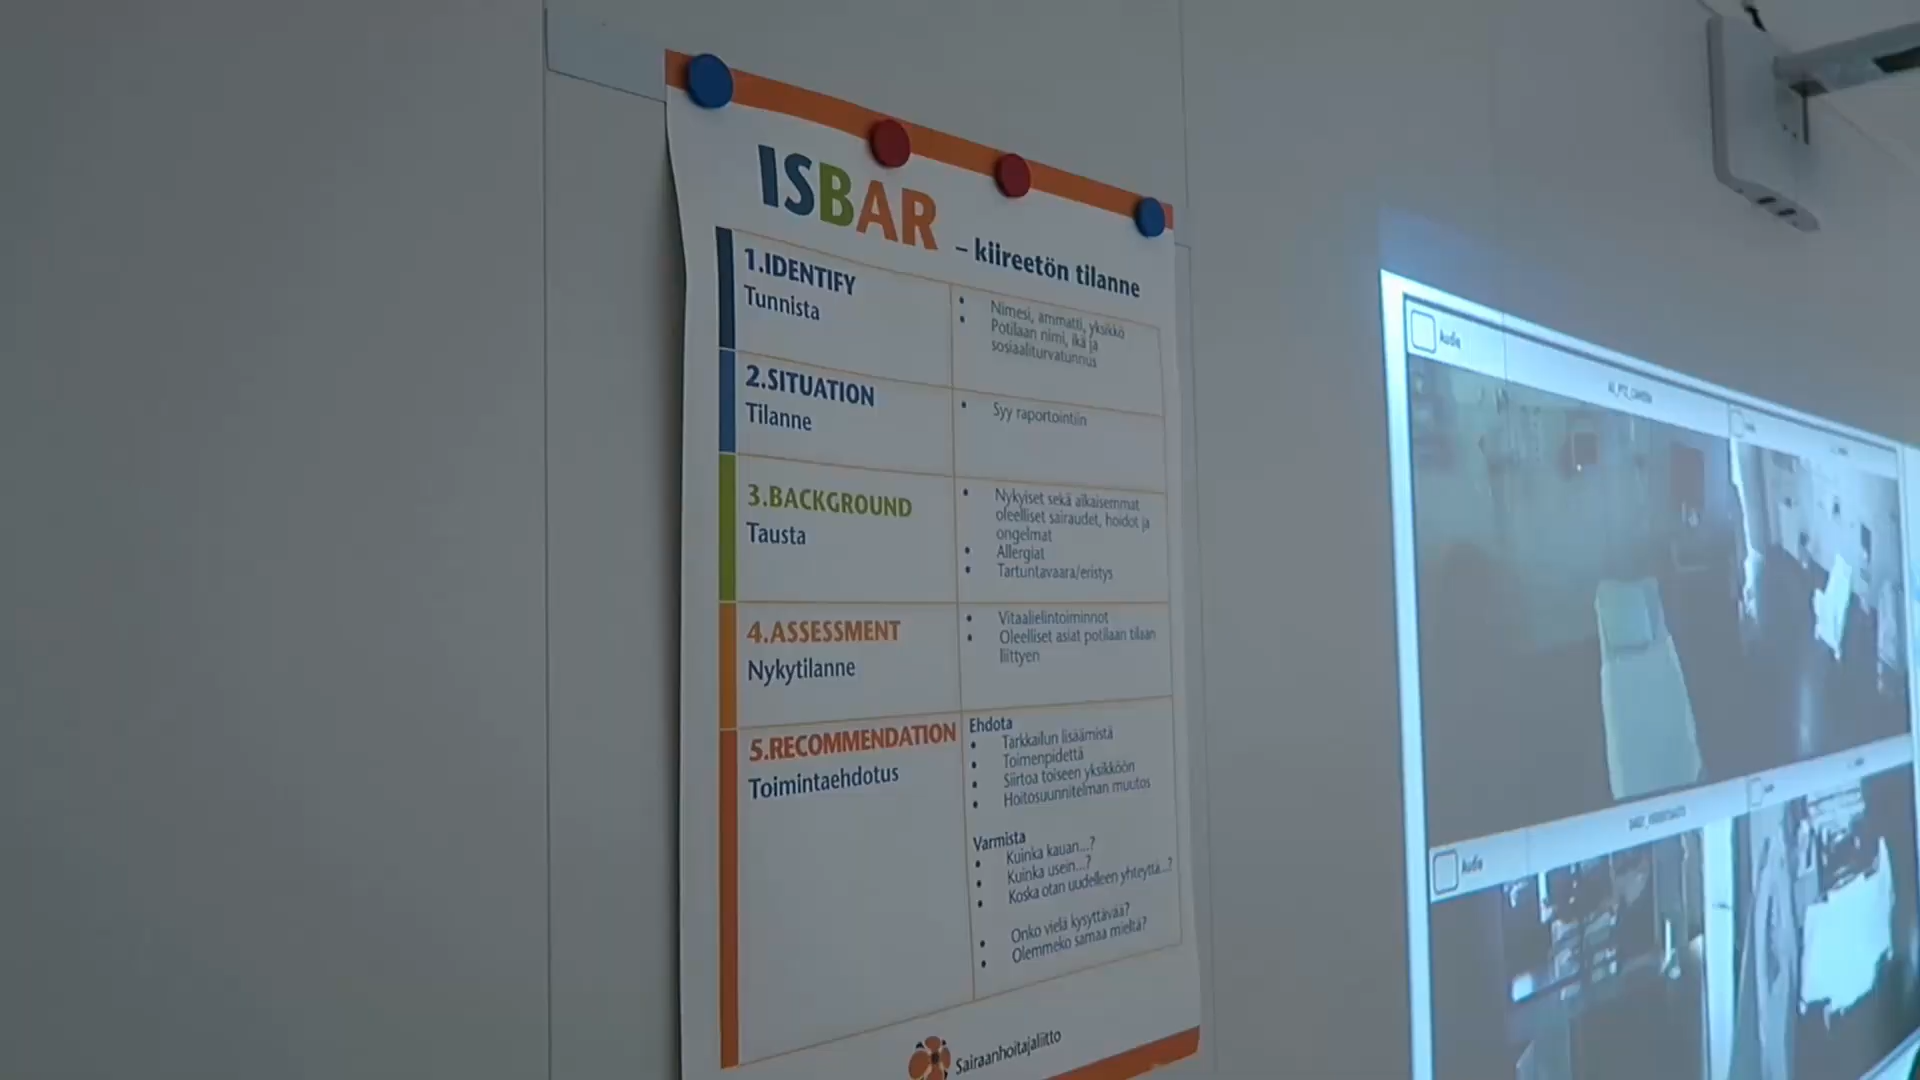 ISBAR – kiireetön tilanne
1.IDENTIFY
Tunnista
• Nimesi, ammatti, yksikkö
• Potilaan nimi, ikä ja
sosiaaliturvatunnus
2.SITUATION
Tilanne
• Syy raportointiin
3.BACKGROUND
Tausta
• Nykyiset sekä aikaisemmat
oleelliset sairaudet, hoidot ja
ongelmat
• Allergiat
• Tartuntavaara/eristys
4.ASSESSMENT
Nykytilanne
• Vitaalielintoiminnot
• Oleelliset asiat potilaan tilaan
liittyen
5.RECOMMENDATION
Toimintaehdotus
Ehdota
• Tarkkailun lisäämistä
• Toimenpidettä
• Siirtoa toiseen yksikköön
• Hoitosuunnitelman muutos
Varmista
• Kuinka kauan...?
• Kuinka usein...?
• Koska otan uudelleen yhteyttä...?
• Onko vielä kysyttävää?
• Olemmeko samaa mieltä?
Sairaanhoitajaliitto
Audio
Audio